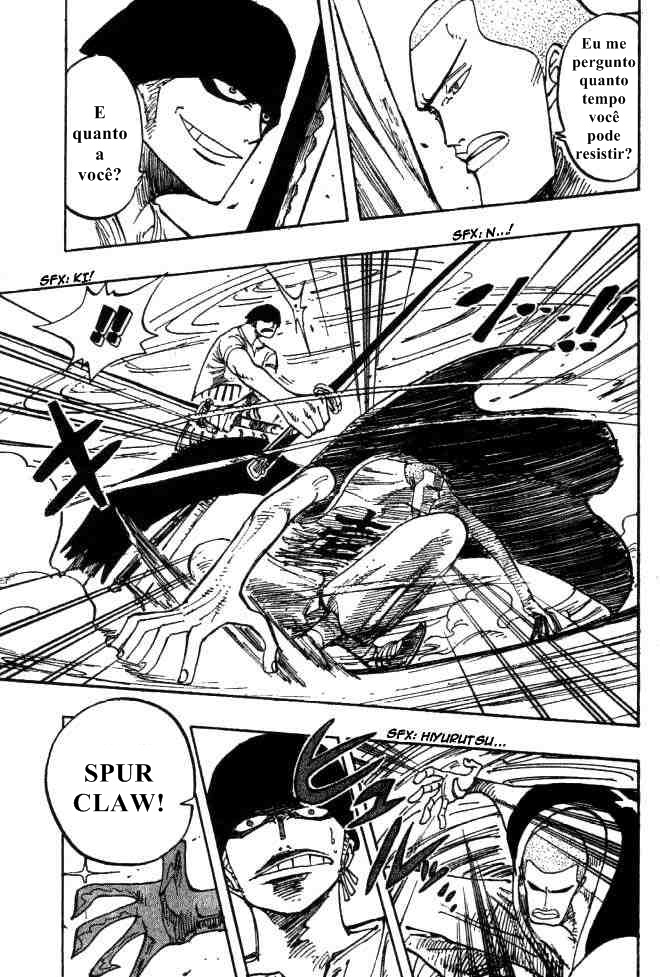 Eu me
pergunto
quanto
tempo
você
pode
resistir?
E
quanto
a
você?
SFX: N...!
SFX: KI!
SFX: HIYURUTSU...
SPUR
CLAW!